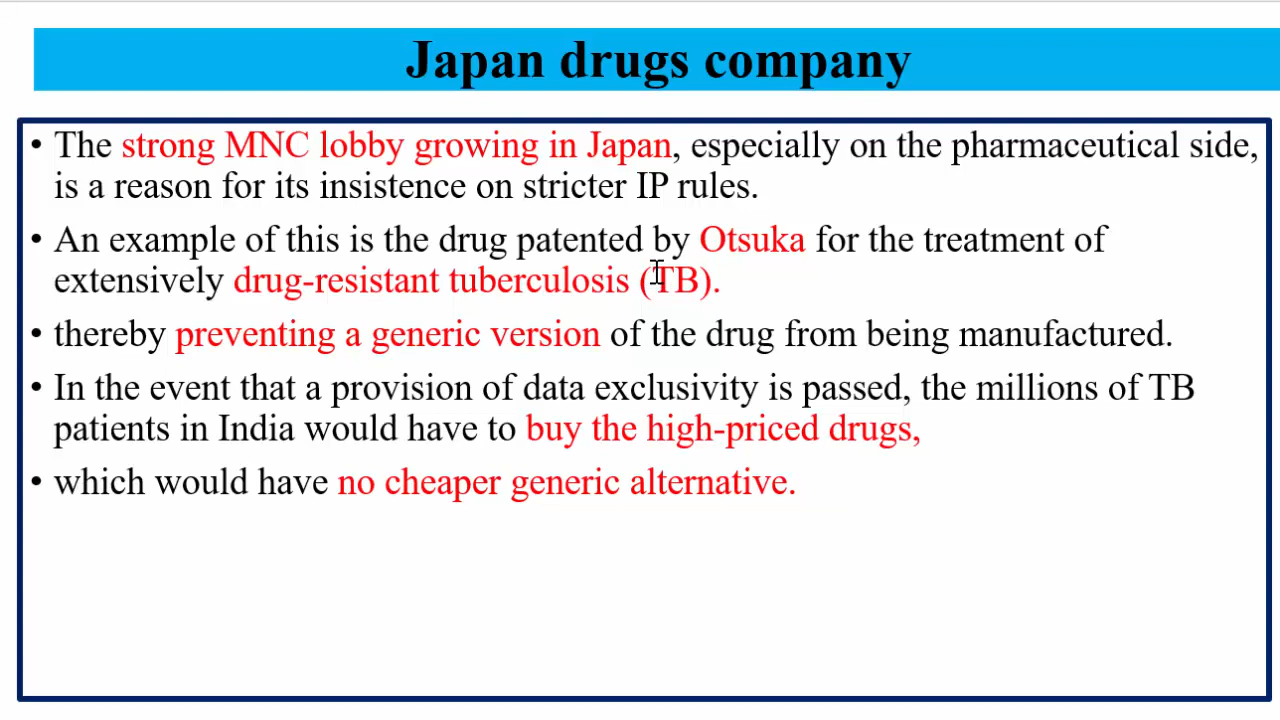 Japan drugs company
• The strong MNC lobby growing in Japan, especially on the pharmaceutical side,
is a reason for its insistence on stricter IP rules.
• An example of this is the drug patented by Otsuka for the treatment of
extensively drug-resistant tuberculosis (TB).
• thereby preventing a generic version of the drug from being manufactured.
• In the event that a provision of data exclusivity is passed, the millions of TB
patients in India would have to buy the high-priced drugs,
• which would have no cheaper generic alternative.